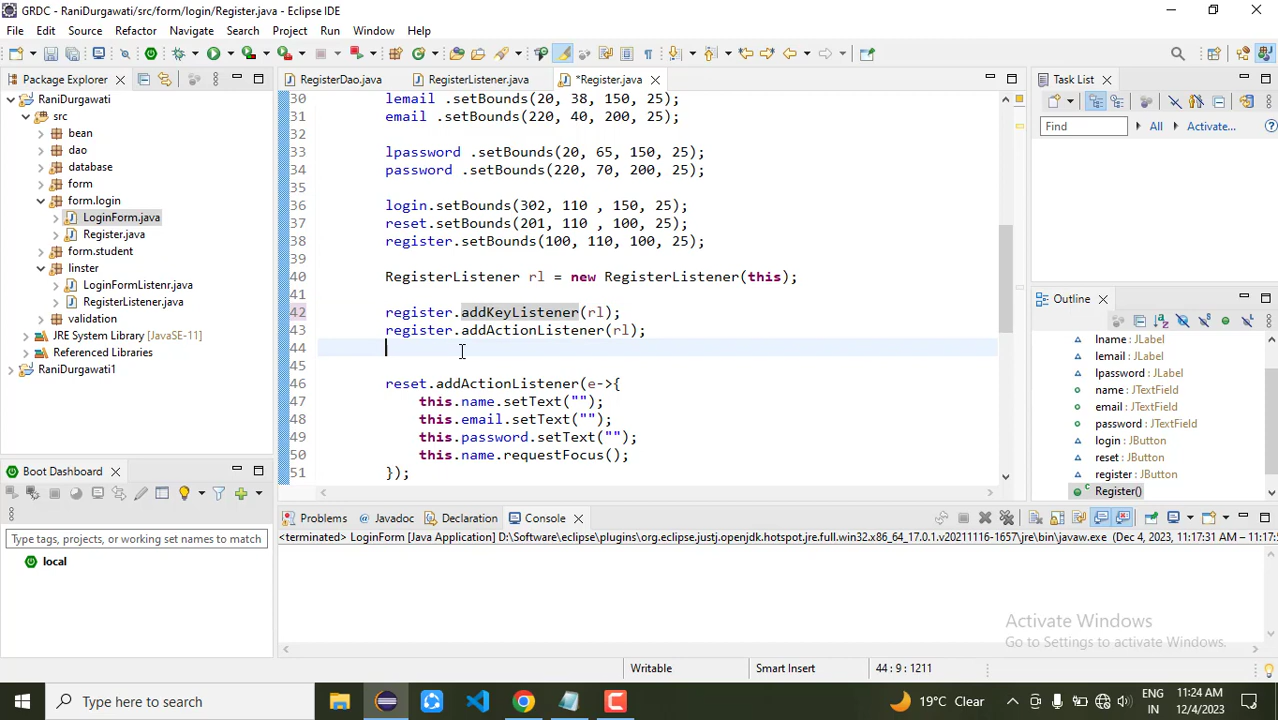 GRDC - RaniDurgawati/src/form/login/Register.java - Eclipse IDE
File Edit Source Refactor Navigate Search Project Run Window Help
Package Explorer
RaniDurgawati
src
bean
dao
database
form
form.login
LoginForm.java
Register.java
form.student
linster
LoginFormListenr.java
RegisterListener.java
validation
JRE System Library [JavaSE-11]
Referenced Libraries
RaniDurgawati1
Boot Dashboard
Type tags, projects, or working set names to match
local
RegisterDao.java RegisterListener.java *Register.java
30 lemail .setBounds(20, 38, 150, 25);
31 email .setBounds(220, 40, 200, 25);
32
33 lpassword .setBounds(20, 65, 150, 25);
34 password .setBounds(220, 70, 200, 25);
35
36 login.setBounds(302, 110 , 150, 25);
37 reset.setBounds(201, 110 , 100, 25);
38 register.setBounds(100, 110, 100, 25);
39
40 RegisterListener rl = new RegisterListener(this);
41
42 register.addKeyListener(rl);
43 register.addActionListener(rl);
44
45
46 reset.addActionListener(e->{
47 this.name.setText("");
48 this.email.setText("");
49 this.password.setText("");
50 this.name.requestFocus();
51 });
Problems Javadoc Declaration Console
<terminated> LoginForm [Java Application] D:\Software\eclipse\plugins\org.eclipse.justj.openjdk.hotspot.jre.full.win32.x86_64_17.0.1.v20211116-1657\jre\bin\javaw.exe (Dec 4, 2023, 11:17:31 AM – 11:17:5
Task List
Find All Activate...
Outline
lname : JLabel
lemail : JLabel
lpassword : JLabel
name : JTextField
email : JTextField
password : JTextField
login : JButton
reset : JButton
register : JButton
Register()
Activate Windows
Go to Settings to activate Windows.
Writable Smart Insert 44 : 9 : 1211
Type here to search
19°C Clear
ENG
IN
11:24 AM
12/4/2023